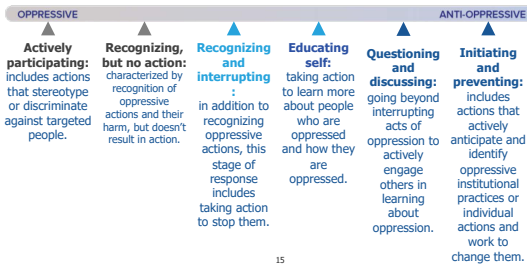 OPPRESSIVE
ANTI-OPPRESSIVE
Actively
participating:
includes actions
that stereotype
or discriminate
against targeted
people.
Recognizing,
but no action:
characterized by
recognition of
oppressive
actions and their
harm, but doesn't
result in action.
Recognizing
and
interrupting
:
in addition to
recognizing
oppressive
actions, this
stage of
response
includes
taking action
to stop them.
Educating
self:
taking action
to learn more
about people
who are
oppressed
and how they
are
oppressed.
Questioning
and
discussing:
going beyond
interrupting
acts of
oppression to
actively
engage
others in
learning
about
oppression.
Initiating
and
preventing:
includes
actions that
actively
anticipate and
identify
oppressive
institutional
practices or
individual
actions and
work to
change them.
15